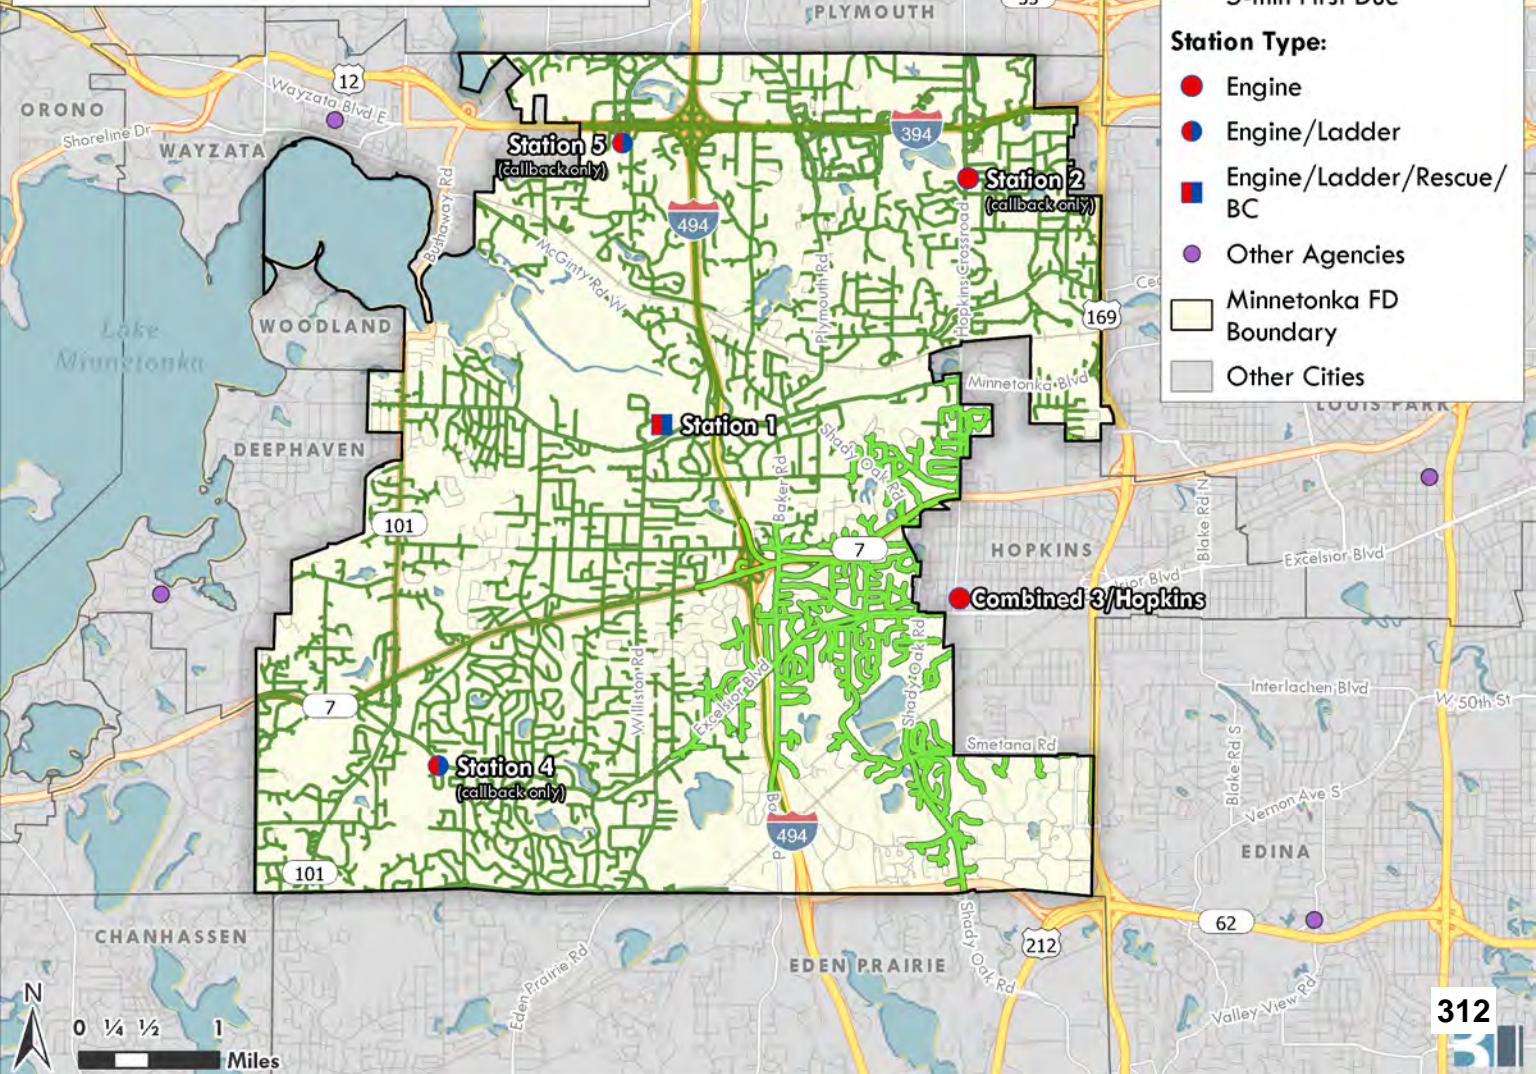 PLYMOUTH
5-min First Due
Station Type:
Engine
Engine/Ladder
Engine/Ladder/Rescue/
BC
Other Agencies
Minnetonka FD
Boundary
Other Cities
12
ORONO
Wayzata Blvd E
Shoreline Dr
WAYZATA
Bushaway Rd
Station 5
(callback only)
394
Station 2
(callback only)
494
McGinty Rd W
Plymouth Rd
Hopkins Crossroad
169
Lake
Minnetonka
WOODLAND
Minnetonka Blvd
LOUIS PARK
Station 1
Shady Oak Rd
DEEPHAVEN
Baker Rd
101
7
HOPKINS
Blake Rd N
Excelsior Blvd
Combined 3/Hopkins
Williston Rd
Excelsior Blvd
Shady Oak Rd
Interlachen Blvd
W. 50th St
7
Smetana Rd
Blake Rd S
Station 4
(callback only)
Vernon Ave S
494
EDINA
101
62
CHANHASSEN
212
Shady Oak Rd
EDEN PRAIRIE
Eden Prairie Rd
Valley View Rd
N
0 ¼ ½ 1
Miles
312